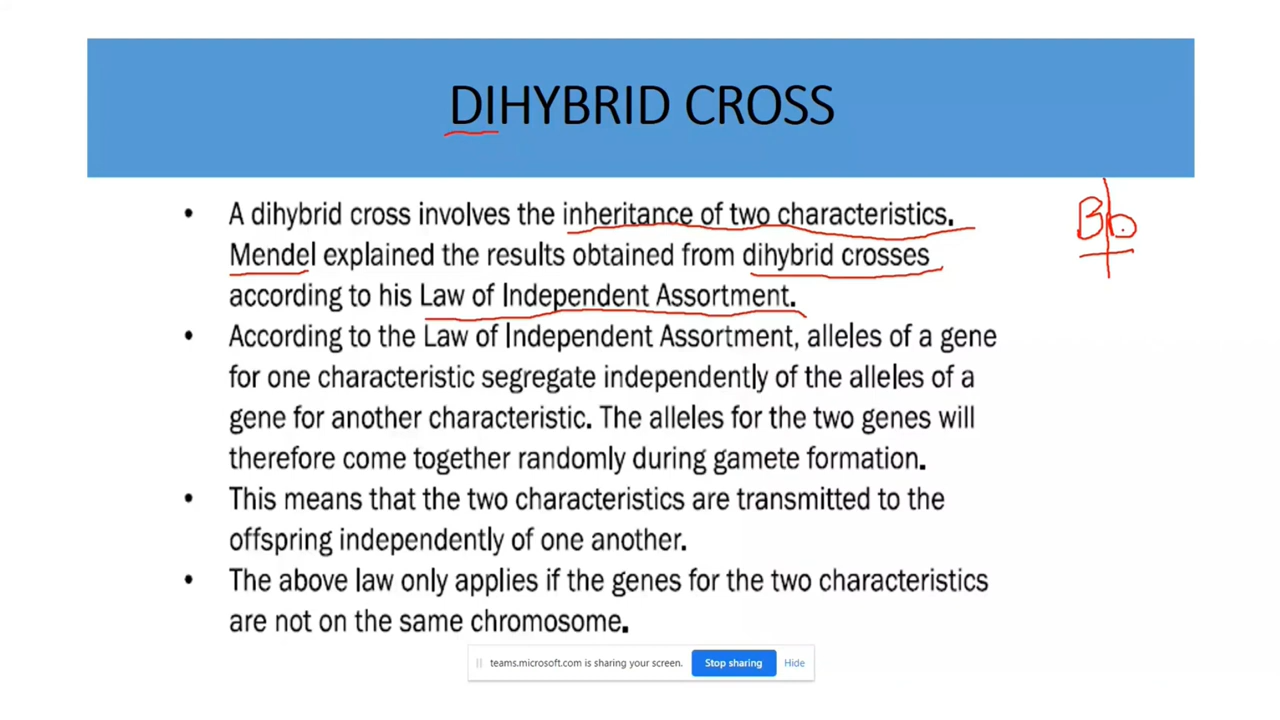 DIHYBRID CROSS
• A dihybrid cross involves the inheritance of two characteristics.
Mendel explained the results obtained from dihybrid crosses
according to his Law of Independent Assortment.
Bb
• According to the Law of Independent Assortment, alleles of a gene
for one characteristic segregate independently of the alleles of a
gene for another characteristic. The alleles for the two genes will
therefore come together randomly during gamete formation.
• This means that the two characteristics are transmitted to the
offspring independently of one another.
• The above law only applies if the genes for the two characteristics
are not on the same chromosome.
teams.microsoft.com is sharing your screen. Stop sharing Hide